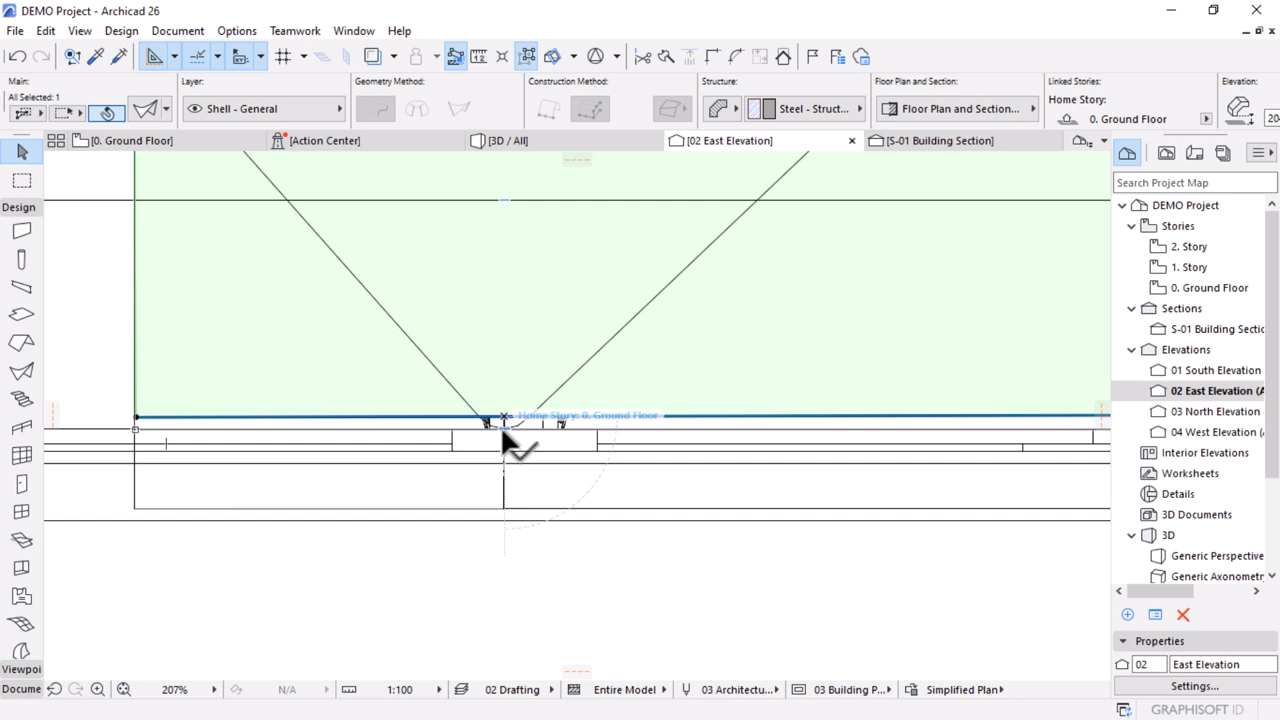 DEMO Project - Archicad 26
File Edit View Design Document Options Teamwork Window Help
Main: Layer: Geometry Method: Construction Method: Structure: Floor Plan and Section: Linked Stories: Elevation:
All Selected: 1 Home Story:
Shell - General Steel - Struct... Floor Plan and Section... 0. Ground Floor 20
[0. Ground Floor] [Action Center] [3D / All] [02 East Elevation] [S-01 Building Section]
Search Project Map
Design
DEMO Project
Stories
2. Story
1. Story
0. Ground Floor
Sections
S-01 Building Sectic
Elevations
01 South Elevation
02 East Elevation (A
03 North Elevation
04 West Elevation (A
Interior Elevations
Worksheets
Details
3D Documents
3D
Generic Perspective
Generic Axonometr
Home Story: 0. Ground Floor
Properties
02 East Elevation
Settings...
Viewpoi
Docume 207% N/A 1:100 02 Drafting Entire Model 03 Architectu... 03 Building P... Simplified Plan
GRAPHISOFT ID